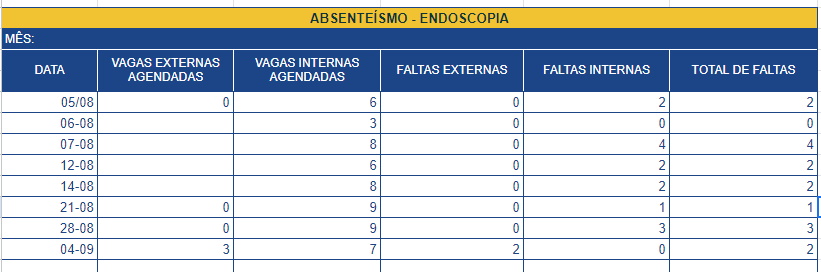 ABSENTEÍSMO - ENDOSCOPIA
MÊS:
DATA VAGAS EXTERNAS AGENDADAS VAGAS INTERNAS AGENDADAS FALTAS EXTERNAS FALTAS INTERNAS TOTAL DE FALTAS
05/08 0 6 0 2 2
06-08 3 0 0 0
07-08 8 0 4 4
12-08 6 0 2 2
14-08 8 0 2 2
21-08 0 9 0 1 1
28-08 0 9 0 3 3
04-09 3 7 2 0 2